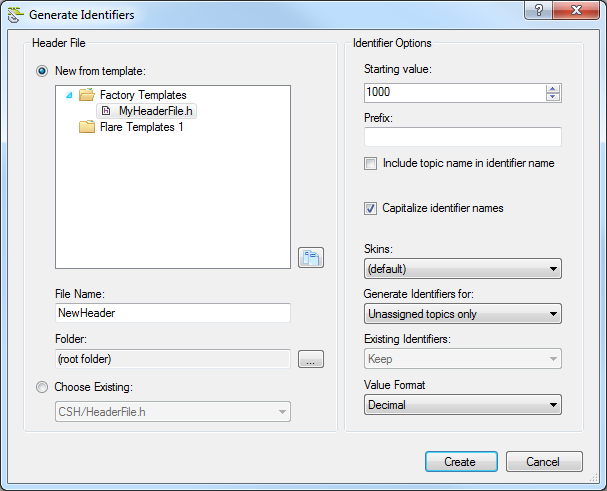 Generate Identifiers
?
Header File
New from template:
Factory Templates
MyHeaderFile.h
Flare Templates 1
File Name:
NewHeader
Folder:
(root folder)
...
Choose Existing:
CSH/HeaderFile.h
Identifier Options
Starting value:
1000
Prefix:
Include topic name in identifier name
Capitalize identifier names
Skins:
(default)
Generate Identifiers for:
Unassigned topics only
Existing Identifiers:
Keep
Value Format
Decimal
Create
Cancel